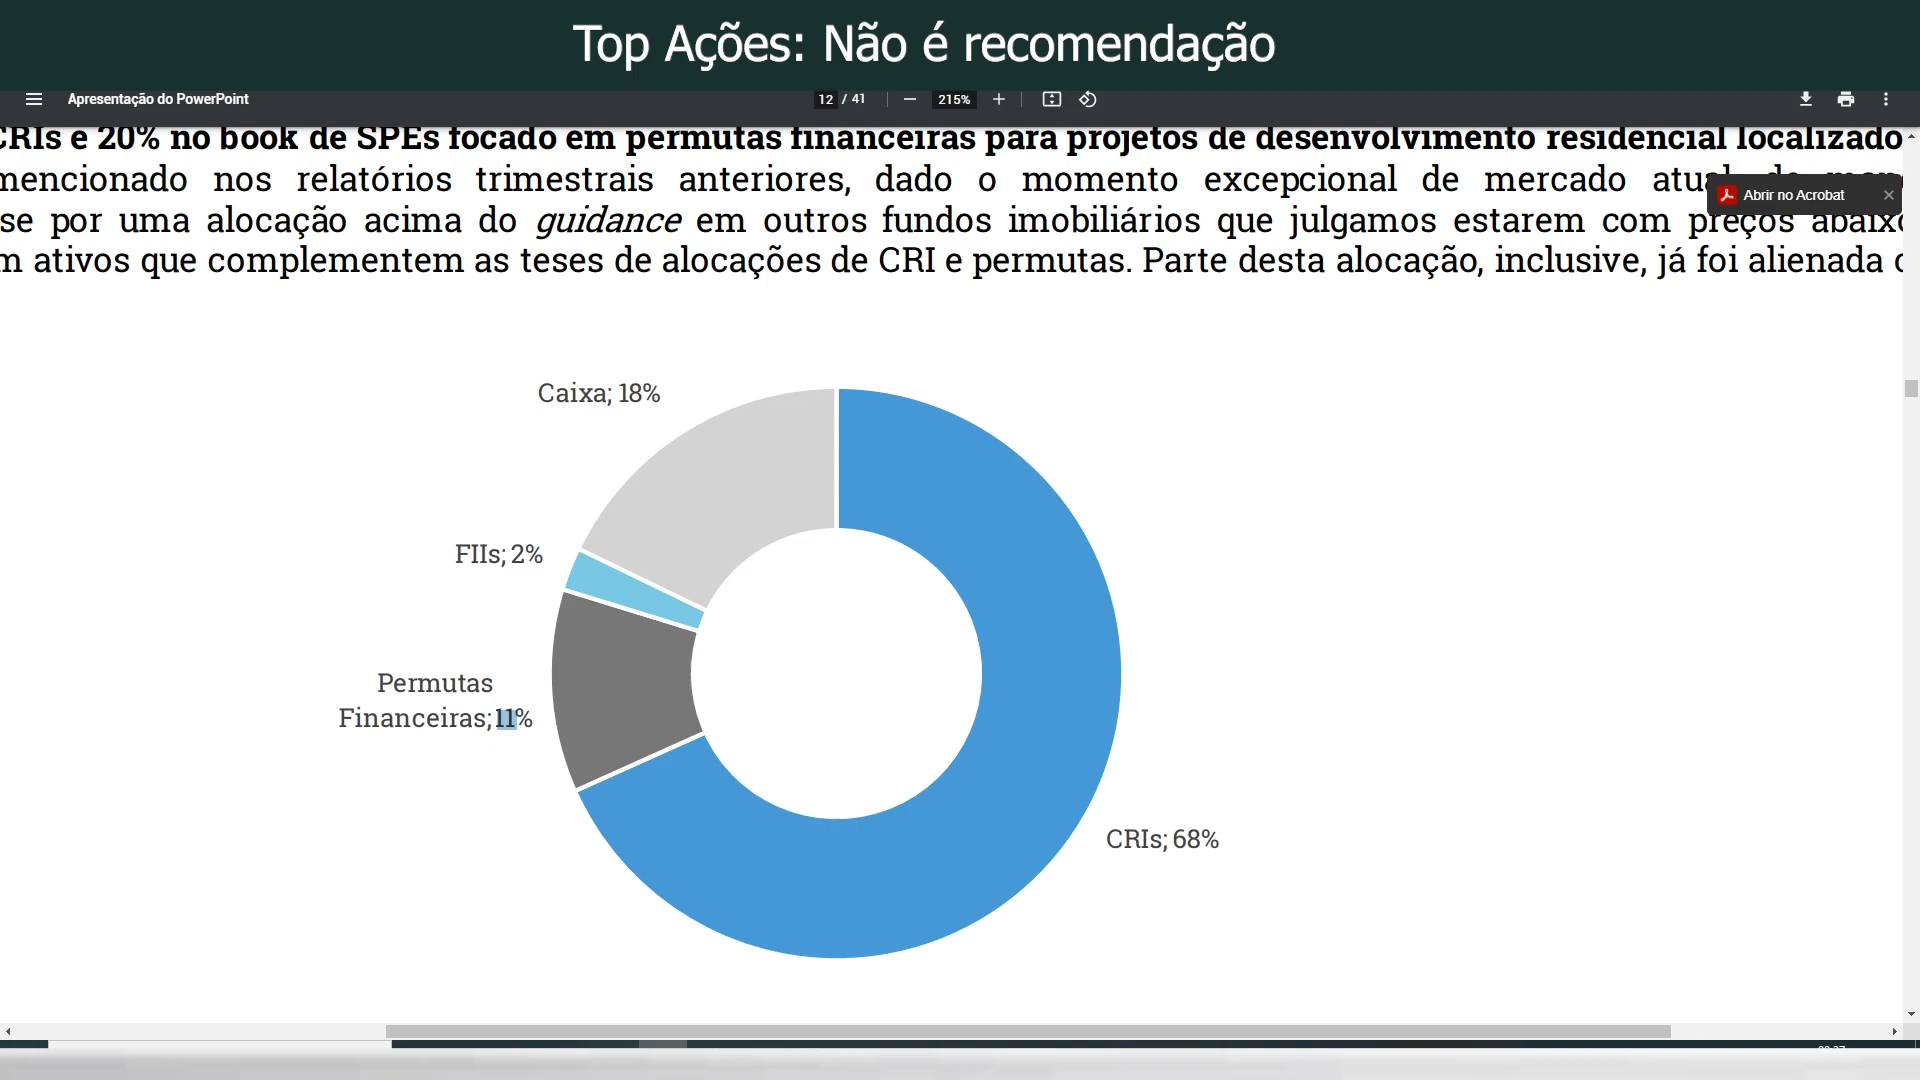 Top Ações: Não é recomendação
Apresentação do PowerPoint
12 / 41
215%
CRIs e 20% no book de SPEs focado em permutas financeiras para projetos de desenvolvimento residencial localizado
mencionado nos relatórios trimestrais anteriores, dado o momento excepcional de mercado atual
Abrir no Acrobat
se por uma alocação acima do guidance em outros fundos imobiliários que julgamos estarem com preços abaixo
m ativos que complementem as teses de alocações de CRI e permutas. Parte desta alocação, inclusive, já foi alienada
Caixa; 18%
FIIs; 2%
Permutas
Financeiras; 11%
CRIs; 68%